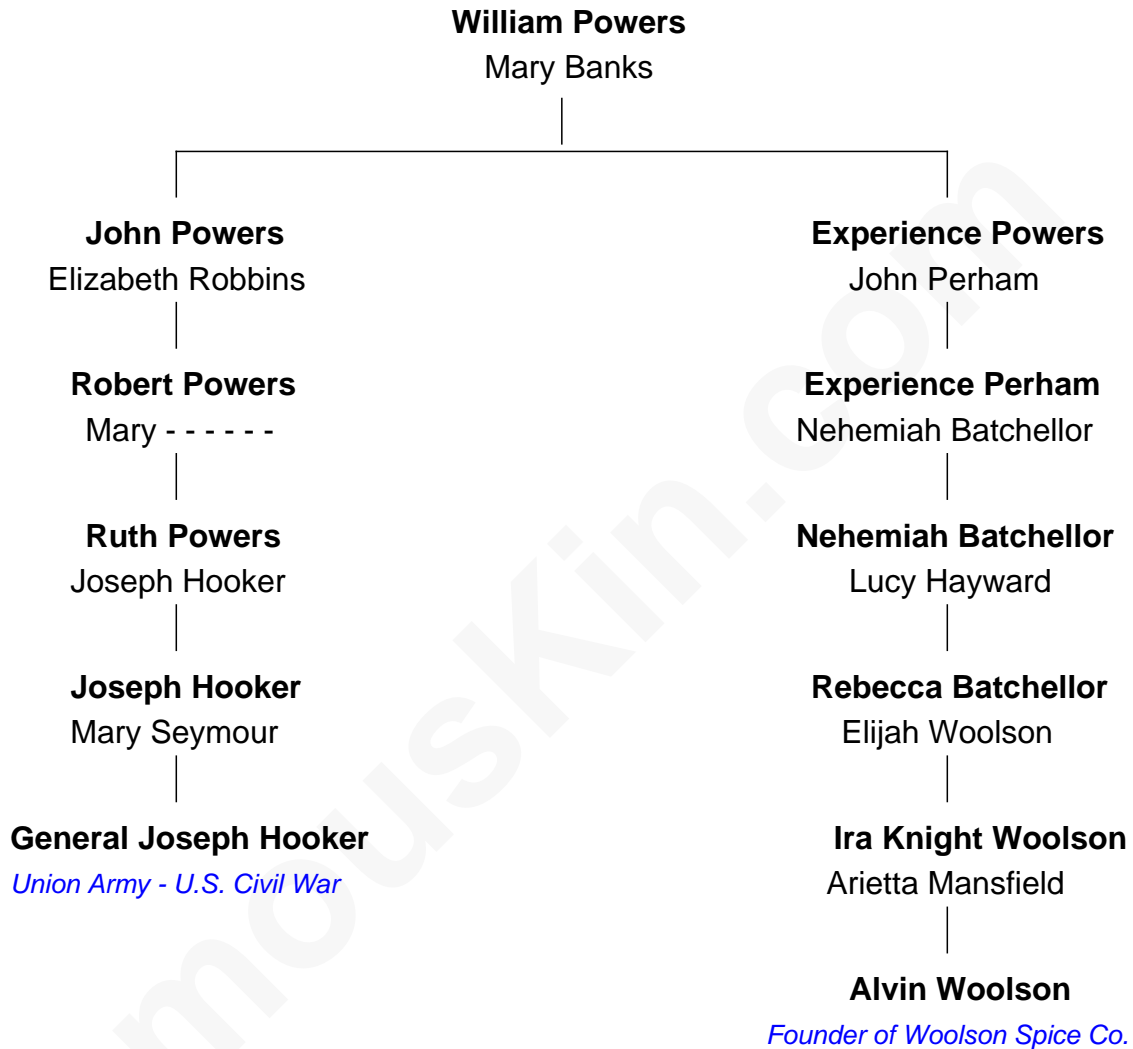 William Powers
Mary Banks
John Powers
Elizabeth Robbins
Robert Powers
Mary - - - - - -
Ruth Powers
Joseph Hooker
Joseph Hooker
Mary Seymour
General Joseph Hooker
Union Army - U.S. Civil War
Experience Powers
John Perham
Experience Perham
Nehemiah Batchellor
Nehemiah Batchellor
Lucy Hayward
Rebecca Batchellor
Elijah Woolson
Ira Knight Woolson
Arietta Mansfield
Alvin Woolson
Founder of Woolson Spice Co.
mouskin.com